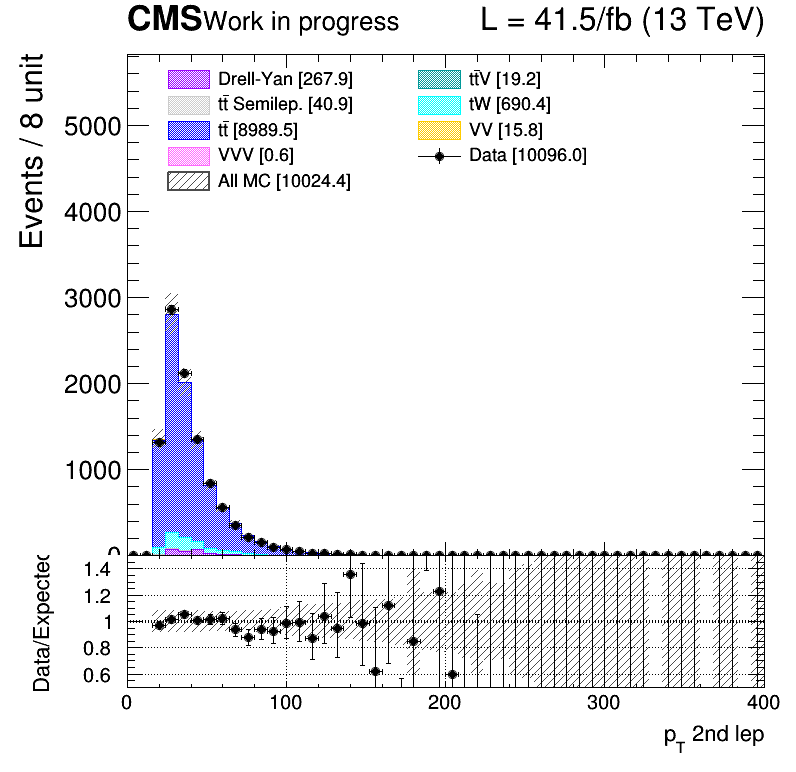 CMS Work in progress L = 41.5/fb (13 TeV)
Events / 8 unit
Drell-Yan [267.9] tt̄V [19.2]
tt̄ Semilep. [40.9] tW [690.4]
tt̄ [8989.5] VV [15.8]
VVV [0.6] Data [10096.0]
All MC [10024.4]
5000
4000
3000
2000
1000
0
Data/Expected
1.4
1.2
1
0.8
0.6
0 100 200 300 400
p_T 2nd lep